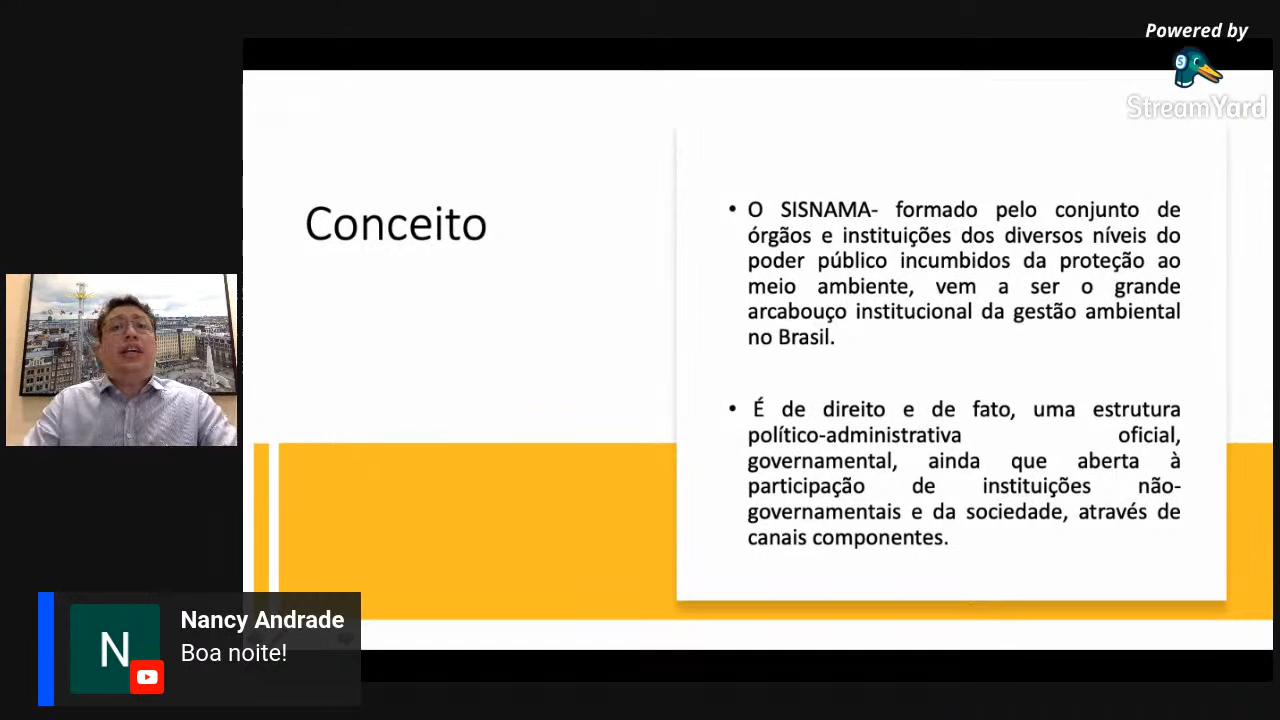 Powered by
StreamYard
Conceito
• O SISNAMA- formado pelo conjunto de
órgãos e instituições dos diversos níveis do
poder público incumbidos da proteção ao
meio ambiente, vem a ser o grande
arcabouço institucional da gestão ambiental
no Brasil.
• É de direito e de fato, uma estrutura
político-administrativa oficial,
governamental, ainda que aberta à
participação de instituições não-
governamentais e da sociedade, através de
canais componentes.
N
Nancy Andrade
Boa noite!